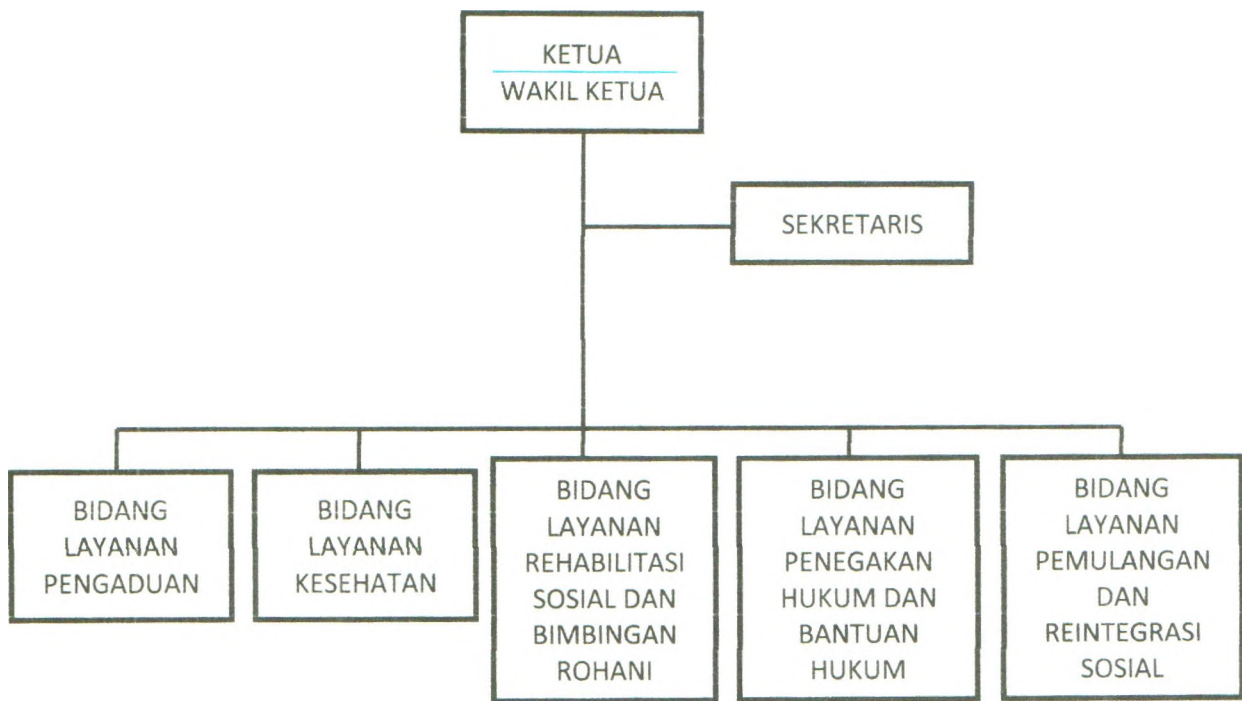 KETUA
WAKIL KETUA
SEKRETARIS
BIDANG
LAYANAN
PENGADUAN
BIDANG
LAYANAN
KESEHATAN
BIDANG
LAYANAN
REHABILITASI
SOSIAL DAN
BIMBINGAN
ROHANI
BIDANG
LAYANAN
PENEGAKAN
HUKUM DAN
BANTUAN
HUKUM
BIDANG
LAYANAN
PEMULANGAN
DAN
REINTEGRASI
SOSIAL